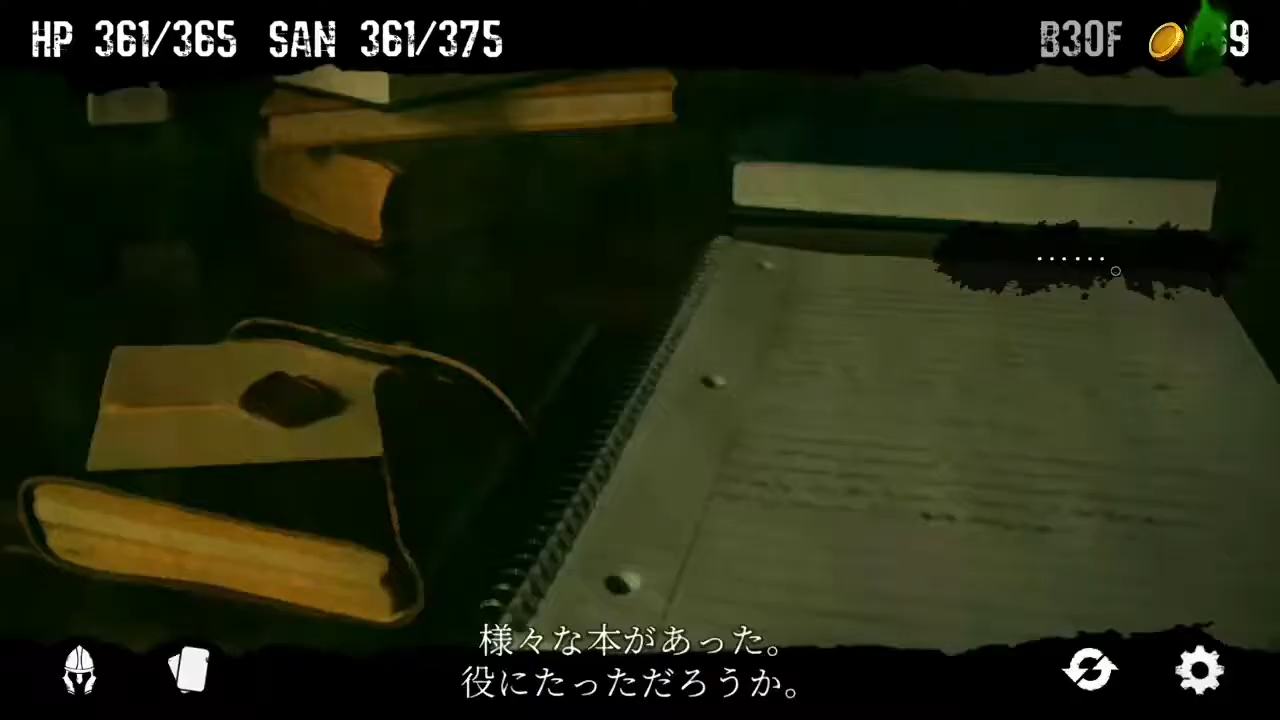 HP 361/365 SAN 361/375
B30F
......
様々な本があった。
役にたっただろうか。